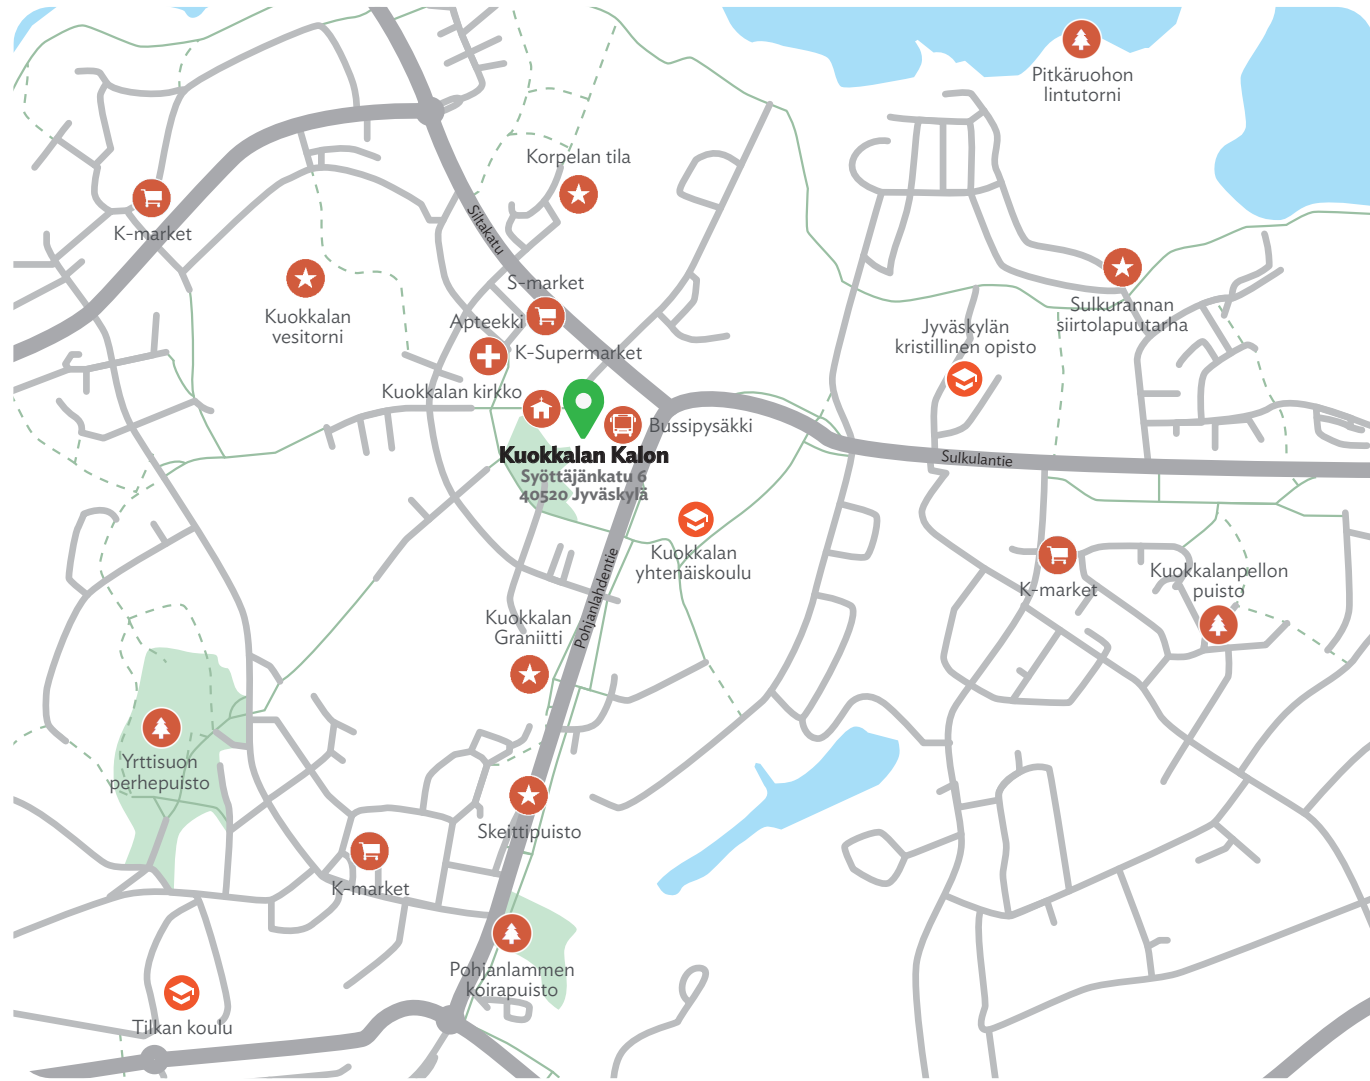 Pitkäruohon
lintutorni
Korpelan tila
Siltakatu
K-market
S-market
Sulkurannan
siirtolapuutarha
Kuokkalan
vesitorni
Apteekki
Jyväskylän
kristillinen opisto
K-Supermarket
Kuokkalan kirkko
Bussipysäkki
Kuokkalan Kalon
Syöttäjänkatu 6
40520 Jyväskylä
Sulkulantie
Kuokkalan
yhtenäiskoulu
Pohjanlahdentie
K-market
Kuokkalanpellon
puisto
Kuokkalan
Graniitti
Yrttisuon
perhepuisto
Skeittipuisto
K-market
Pohjanlammen
koirapuisto
Tilkan koulu